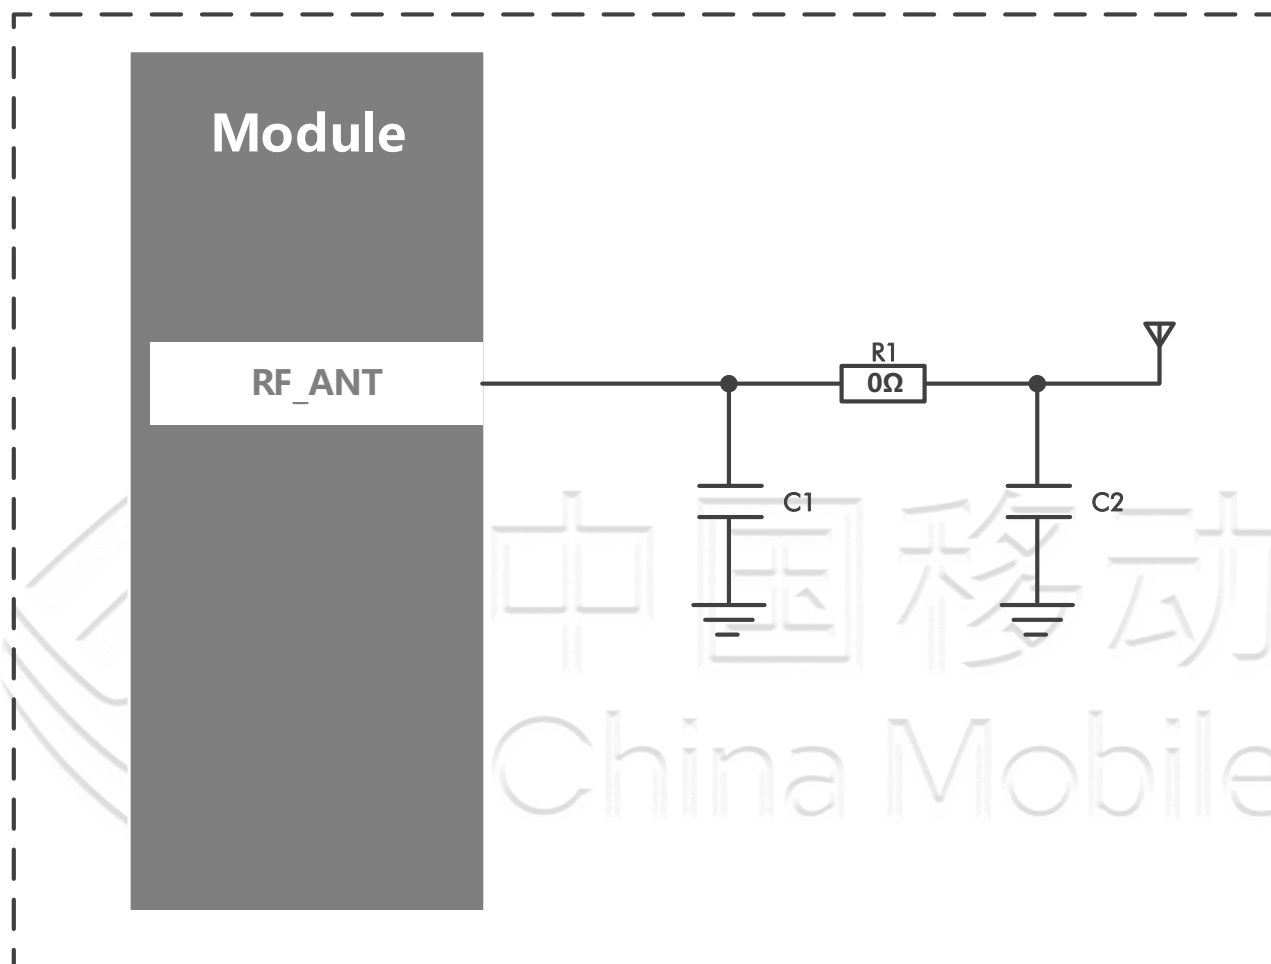 Module
RF_ANT
R1
0Ω
C1
C2
中国移动
China Mobile